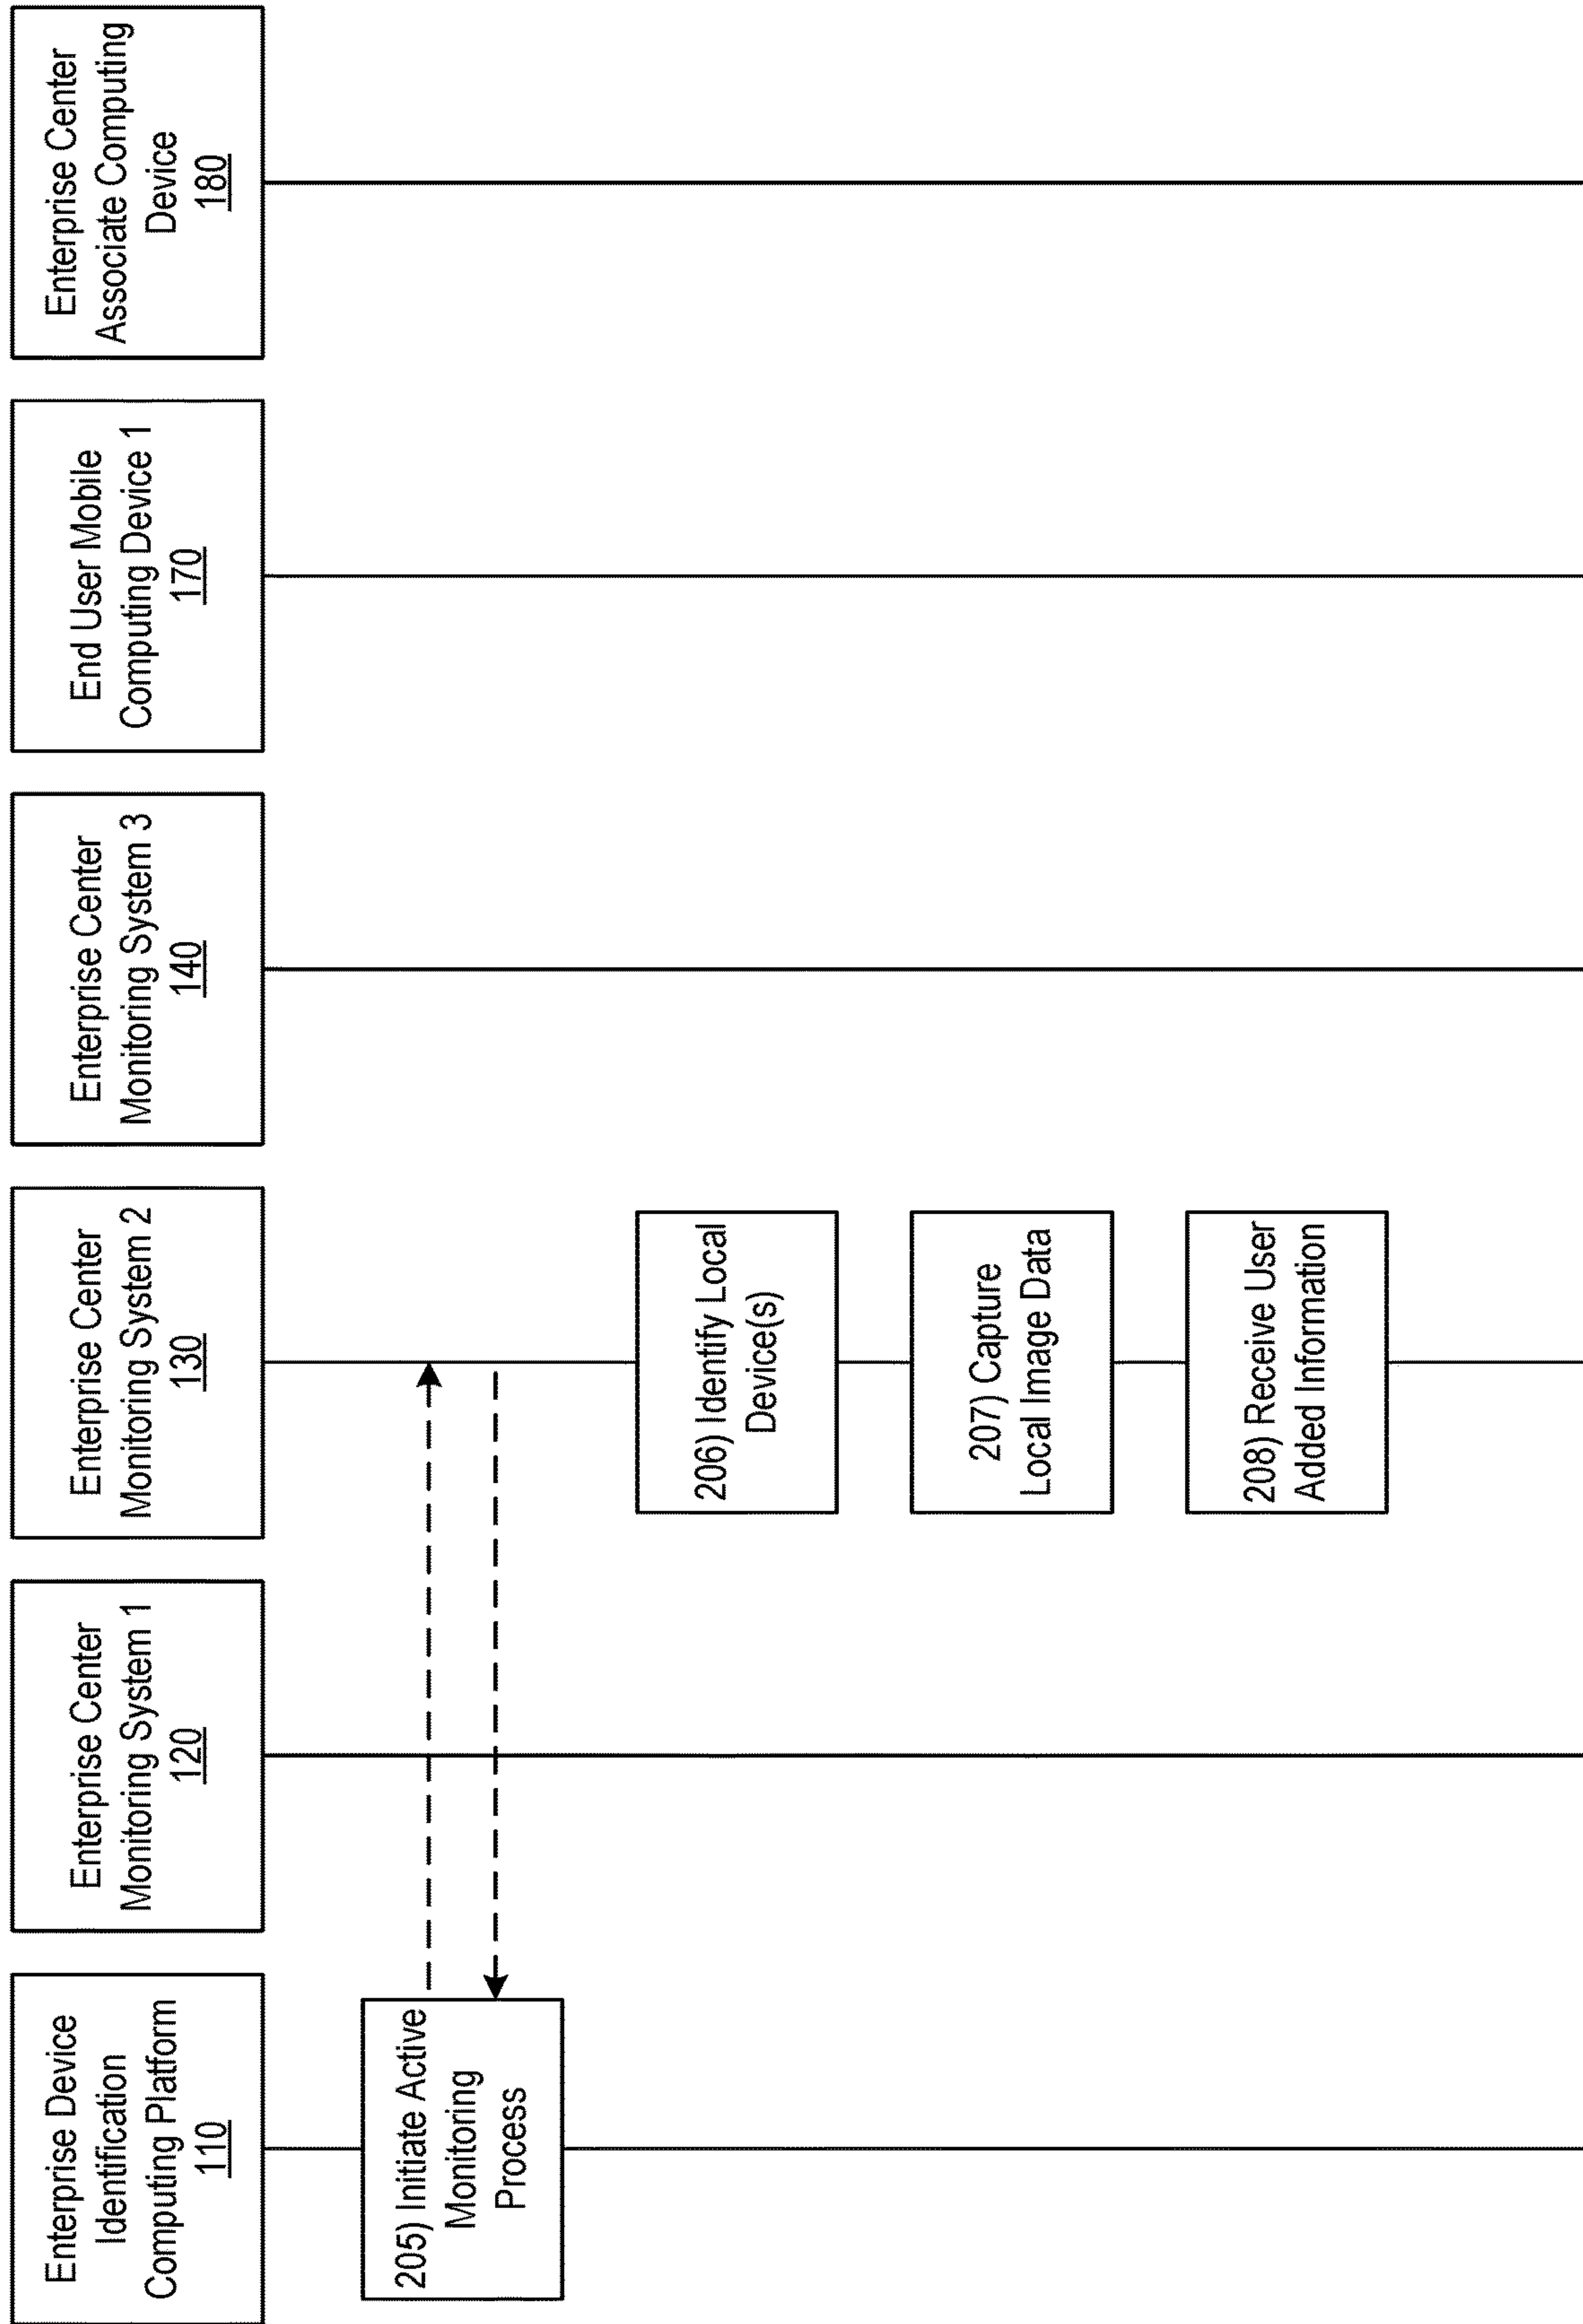 Enterprise Device
Identification
Computing Platform
110
Enterprise Center
Monitoring System 1
120
Enterprise Center
Monitoring System 2
130
Enterprise Center
Monitoring System 3
140
End User Mobile
Computing Device 1
170
Enterprise Center
Associate Computing
Device
180
205) Initiate Active
Monitoring
Process
206) Identify Local
Device(s)
207) Capture
Local Image Data
208) Receive User
Added Information